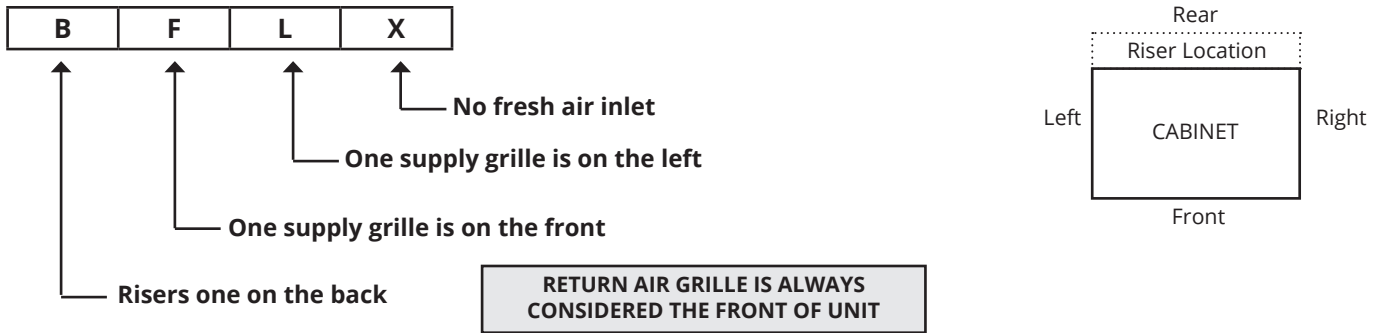 B F L X
Rear
Riser Location
Left
CABINET
Right
Front
No fresh air inlet
One supply grille is on the left
One supply grille is on the front
Risers one on the back
RETURN AIR GRILLE IS ALWAYS
CONSIDERED THE FRONT OF UNIT